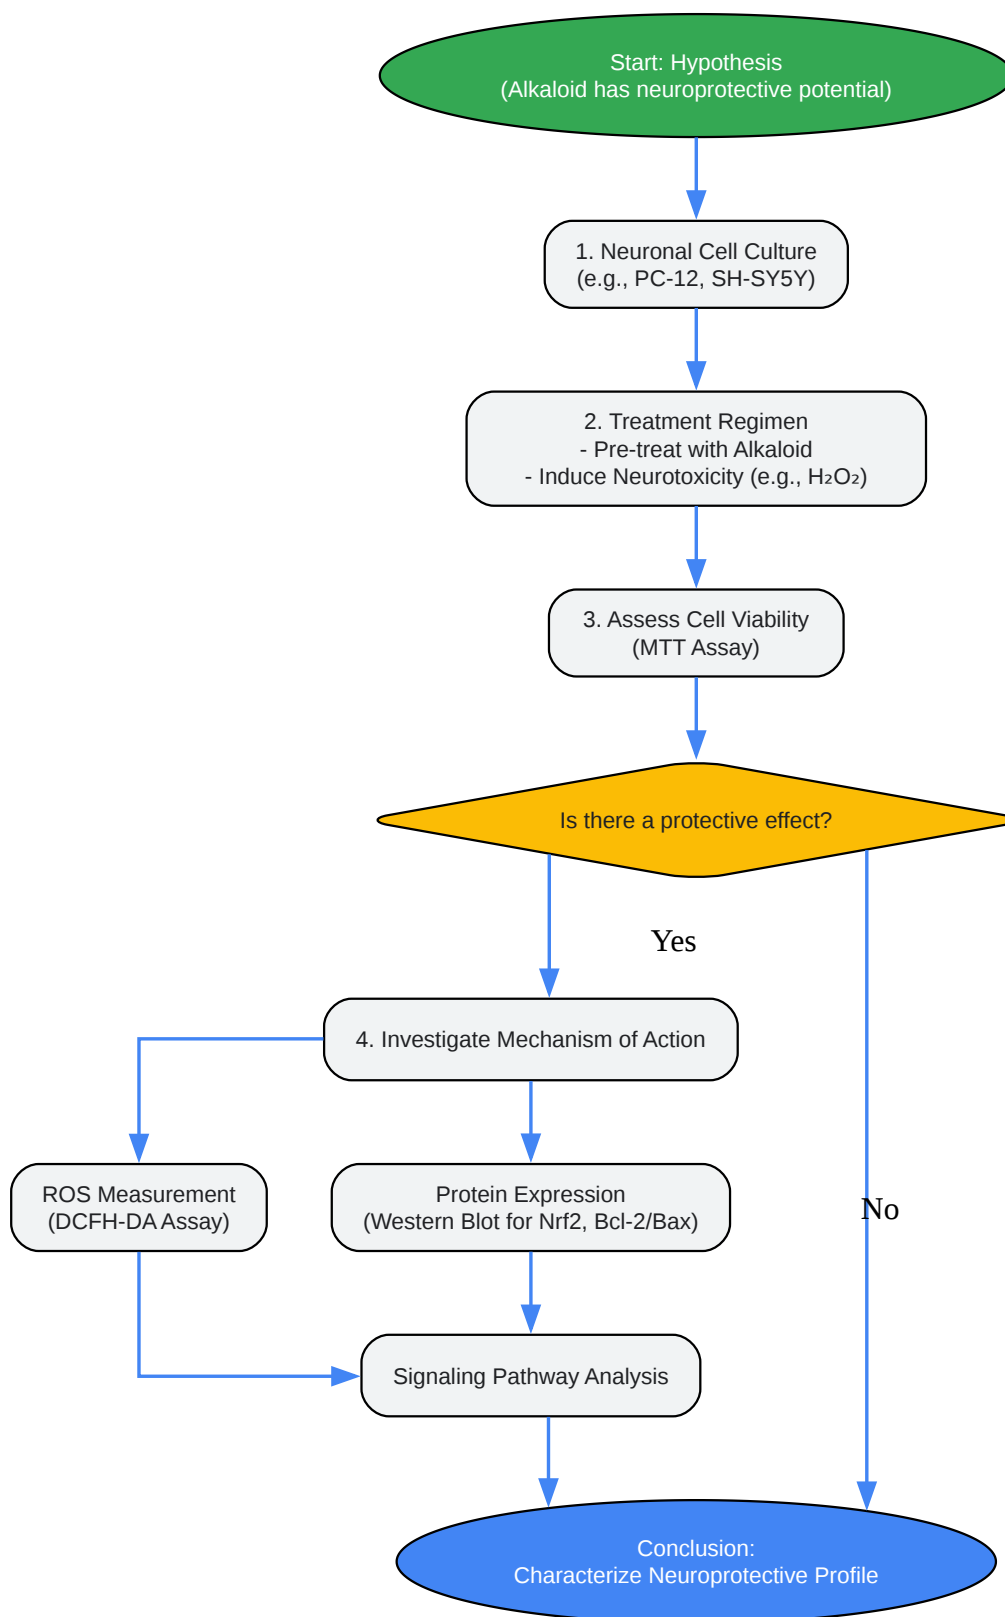 Start: Hypothesis
(Alkaloid has neuroprotective potential)
1. Neuronal Cell Culture
(e.g., PC-12, SH-SY5Y)
2. Treatment Regimen
- Pre-treat with Alkaloid
- Induce Neurotoxicity (e.g., H₂O₂)
3. Assess Cell Viability
(MTT Assay)
Is there a protective effect?
Yes
4. Investigate Mechanism of Action
ROS Measurement
(DCFH-DA Assay)
Protein Expression
(Western Blot for Nrf2, Bcl-2/Bax)
No
Signaling Pathway Analysis
Conclusion:
Characterize Neuroprotective Profile